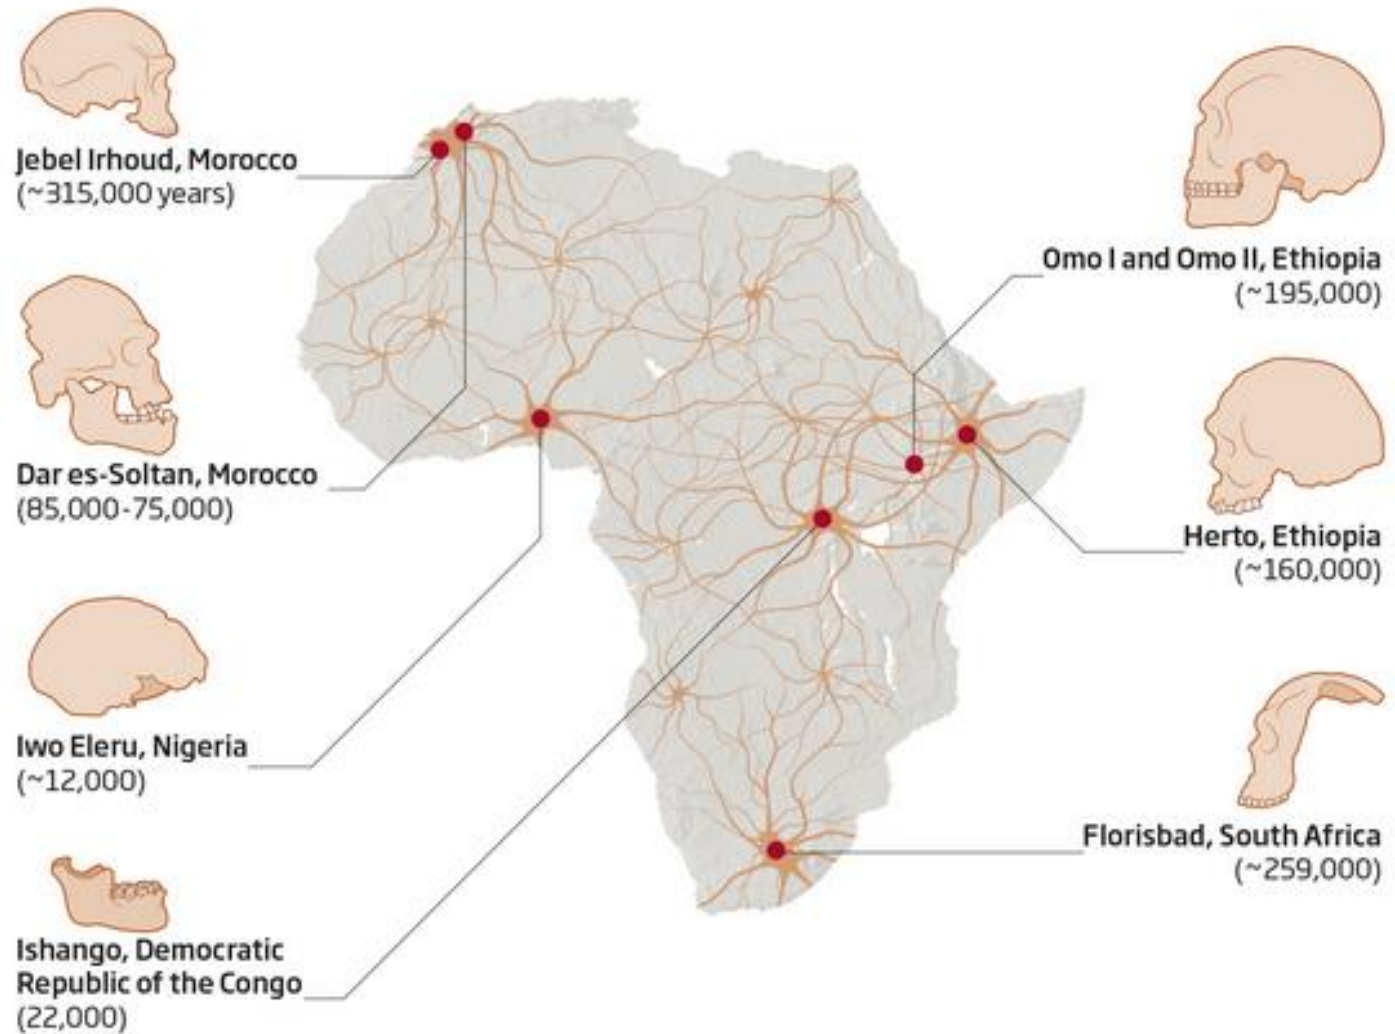 Jebel Irhoud, Morocco
(~315,000 years)
Dar es-Soltan, Morocco
(85,000-75,000)
Iwo Eleru, Nigeria
(~12,000)
Ishango, Democratic
Republic of the Congo
(22,000)
Omo I and Omo II, Ethiopia
(~195,000)
Herto, Ethiopia
(~160,000)
Florisbad, South Africa
(~259,000)